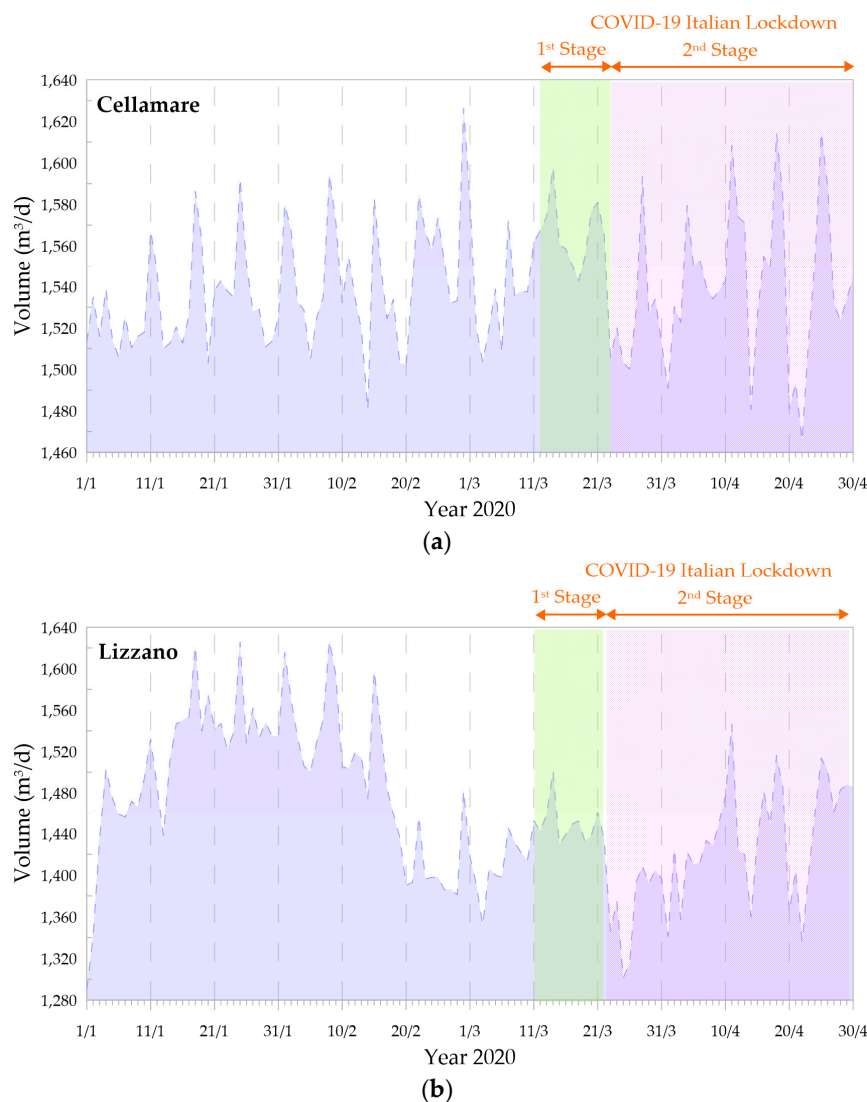 COVID-19 Italian Lockdown
1st Stage
2nd Stage
1,640
1,620
1,600
1,580
1,560
1,540
1,520
1,500
1,480
1,460
Volume (m³/d)
Cellamare
1/1 11/1 21/1 31/1 10/2 20/2 1/3 11/3 21/3 31/3 10/4 20/4 30/4
Year 2020
(a)
COVID-19 Italian Lockdown
1st Stage
2nd Stage
1,640
1,600
1,560
1,520
1,480
1,440
1,400
1,360
1,320
1,280
Volume (m³/d)
Lizzano
1/1 11/1 21/1 31/1 10/2 20/2 1/3 11/3 21/3 31/3 10/4 20/4 30/4
Year 2020
(b)